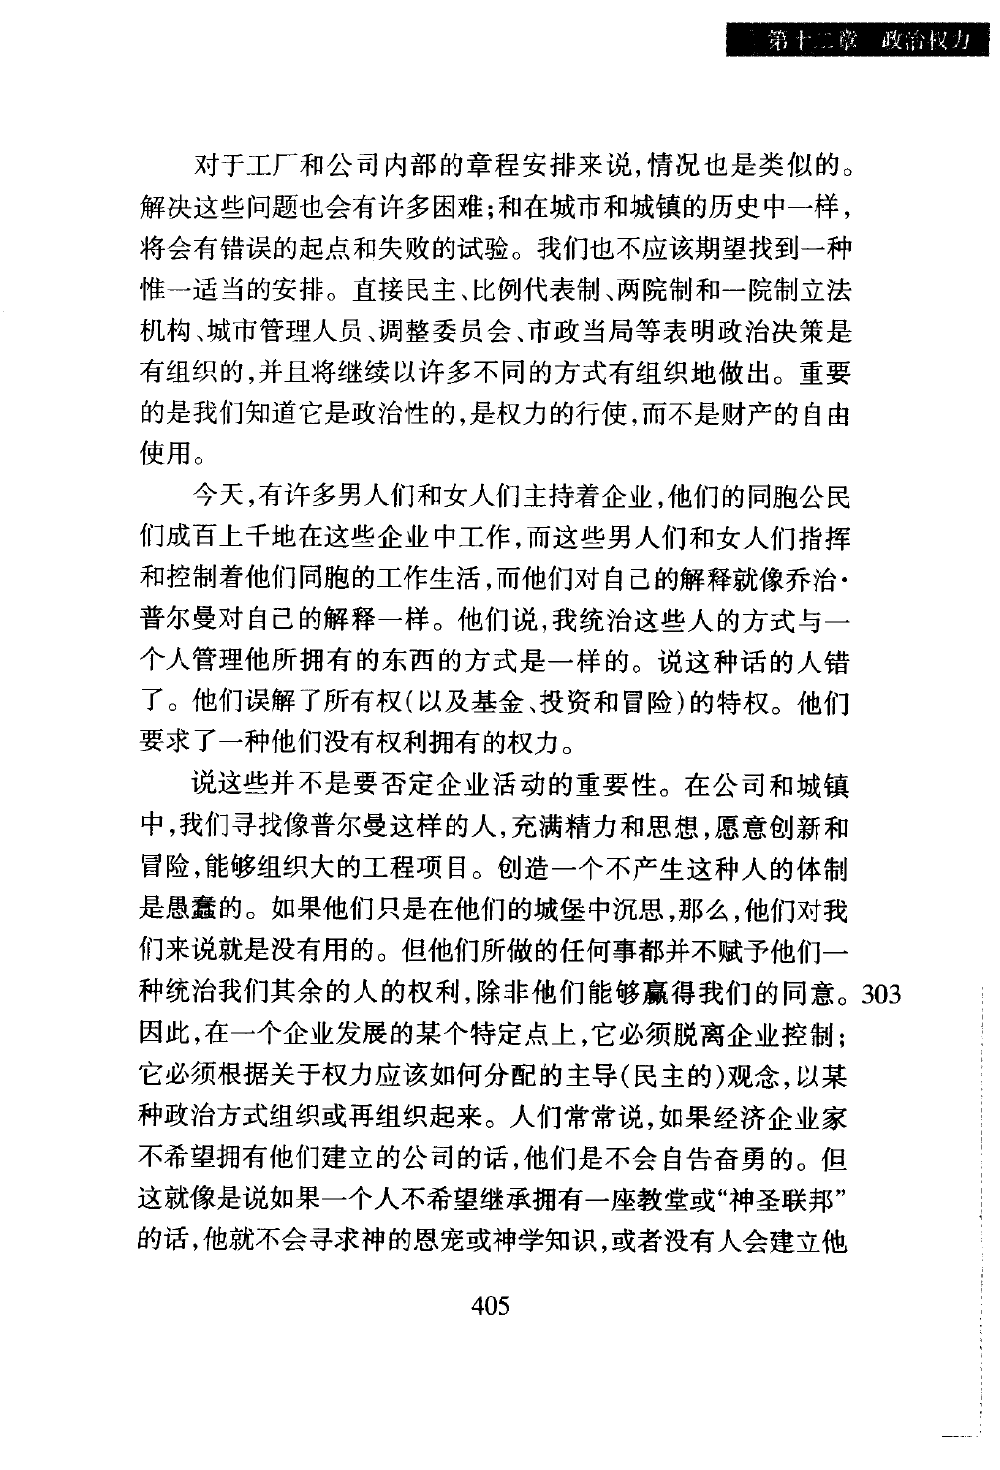 第十二章 政治权力
对于工厂和公司内部的章程安排来说,情况也是类似的。
解决这些问题也会有许多困难;和在城市和城镇的历史中一样,
将会有错误的起点和失败的试验。我们也不应该期望找到一种
惟一适当的安排。直接民主、比例代表制、两院制和一院制立法
机构、城市管理人员、调整委员会、市政当局等表明政治决策是
有组织的,并且将继续以许多不同的方式有组织地做出。重要
的是我们知道它是政治性的,是权力的行使,而不是财产的自由
使用。
今天,有许多男人们和女人们主持着企业,他们的同胞公民
们成百上千地在这些企业中工作,而这些男人们和女人们指挥
和控制着他们同胞的工作生活,而他们对自己的解释就像乔治·
普尔曼对自己的解释一样。他们说,我统治这些人的方式与一
个人管理他所拥有的东西的方式是一样的。说这种话的人错
了。他们误解了所有权(以及基金、投资和冒险)的特权。他们
要求了一种他们没有权利拥有的权力。
说这些并不是要否定企业活动的重要性。在公司和城镇
中,我们寻找像普尔曼这样的人,充满精力和思想,愿意创新和
冒险,能够组织大的工程项目。创造一个不产生这种人的体制
是愚蠢的。如果他们只是在他们的城堡中沉思,那么,他们对我
们来说就是没有用的。但他们所做的任何事都并不赋予他们一
种统治我们其余的人的权利,除非他们能够赢得我们的同意。303
因此,在一个企业发展的某个特定点上,它必须脱离企业控制;
它必须根据关于权力应该如何分配的主导(民主的)观念,以某
种政治方式组织或再组织起来。人们常常说,如果经济企业家
不希望拥有他们建立的公司的话,他们是不会自告奋勇的。但
这就像是说如果一个人不希望继承拥有一座教堂或“神圣联邦”
的话,他就不会寻求神的恩宠或神学知识,或者没有人会建立他
405